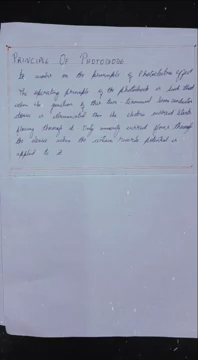 PRINCIPLE OF PHOTODIODE
It works on the principle of Photoelectric effect
The operating principle of the photodiode is such that
when the junction of this two-terminal semiconductor
device is illuminated then the electric current starts
flowing through it. Only minority current flows through
the device when the certain reverse potential is
applied to it.